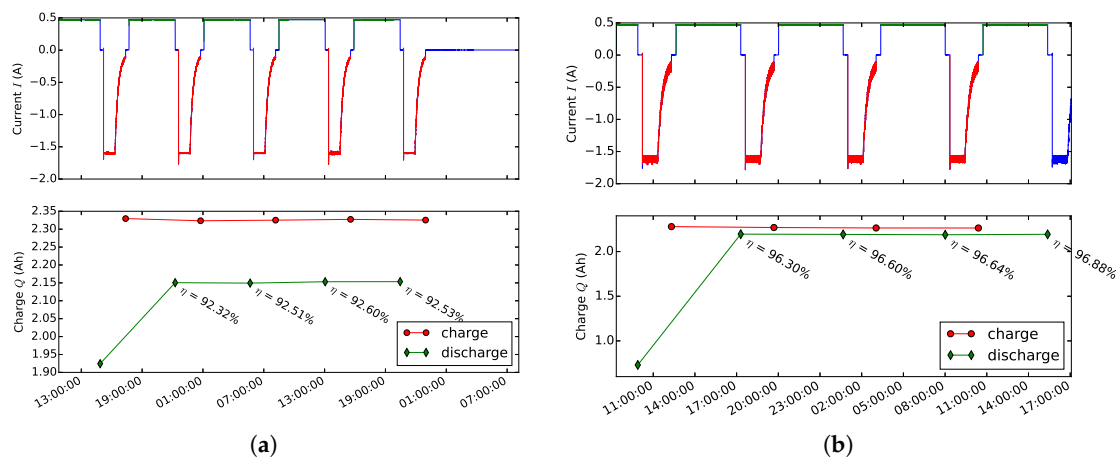 0.5
0.0
−0.5
−1.0
−1.5
−2.0
Current I (A)
2.35
2.30
2.25
2.20
2.15
2.10
2.05
2.00
1.95
1.90
Charge Q (Ah)
η = 92.32%
η = 92.51%
η = 92.60%
η = 92.53%
charge
discharge
13:00:00
19:00:00
01:00:00
07:00:00
13:00:00
19:00:00
01:00:00
07:00:00
(a)
0.5
0.0
−0.5
−1.0
−1.5
−2.0
Current I (A)
2.0
1.5
1.0
Charge Q (Ah)
η = 96.30%
η = 96.60%
η = 96.64%
η = 96.88%
charge
discharge
11:00:00
14:00:00
17:00:00
20:00:00
23:00:00
02:00:00
05:00:00
08:00:00
11:00:00
14:00:00
17:00:00
(b)